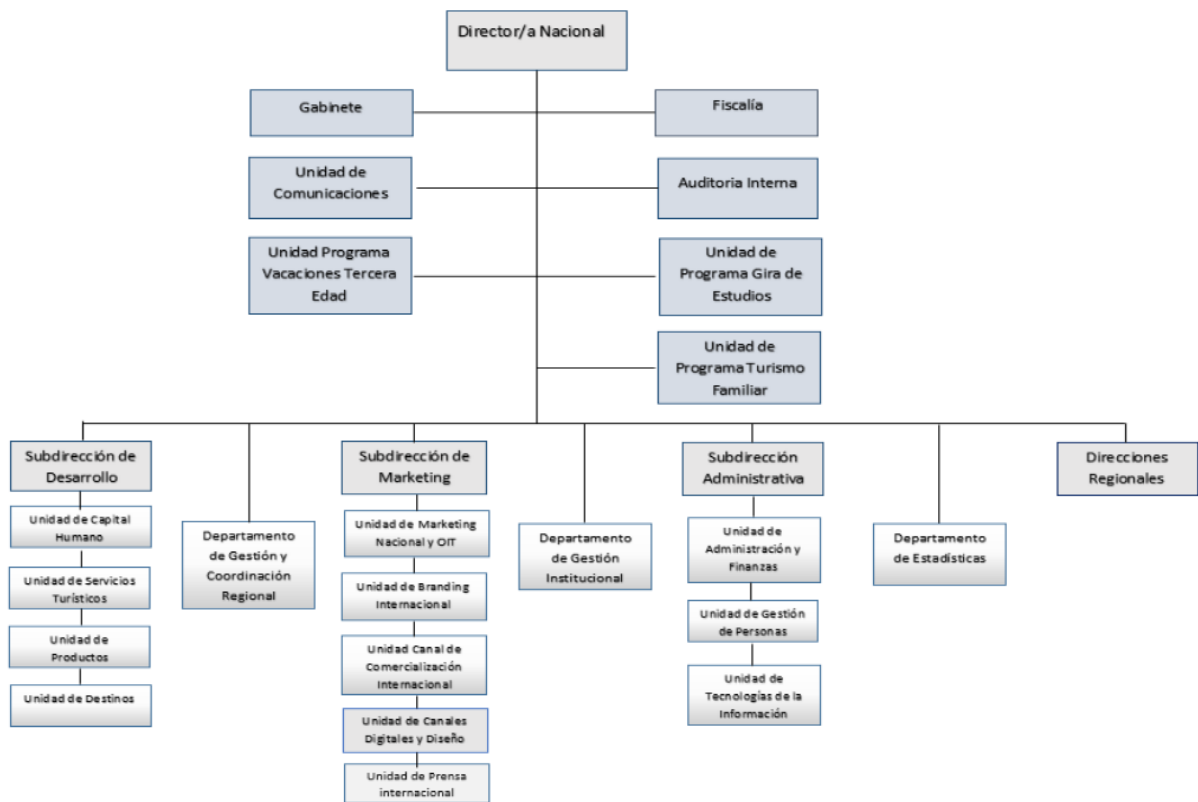 Director/a Nacional
Gabinete
Fiscalía
Unidad de
Comunicaciones
Auditoria Interna
Unidad Programa
Vacaciones Tercera
Edad
Unidad de
Programa Gira de
Estudios
Unidad de
Programa Turismo
Familiar
Subdirección de
Desarrollo
Unidad de Capital
Humano
Unidad de Servicios
Turísticos
Unidad de
Productos
Unidad de Destinos
Departamento
de Gestión y
Coordinación
Regional
Subdirección de
Marketing
Unidad de Marketing
Nacional y OIT
Unidad de Branding
Internacional
Unidad Canal de
Comercialización
Internacional
Unidad de Canales
Digitales y Diseño
Unidad de Prensa
internacional
Departamento
de Gestión
Institucional
Subdirección
Administrativa
Unidad de
Administración y
Finanzas
Unidad de Gestión
de Personas
Unidad de
Tecnologías de la
Información
Departamento
de Estadísticas
Direcciones
Regionales